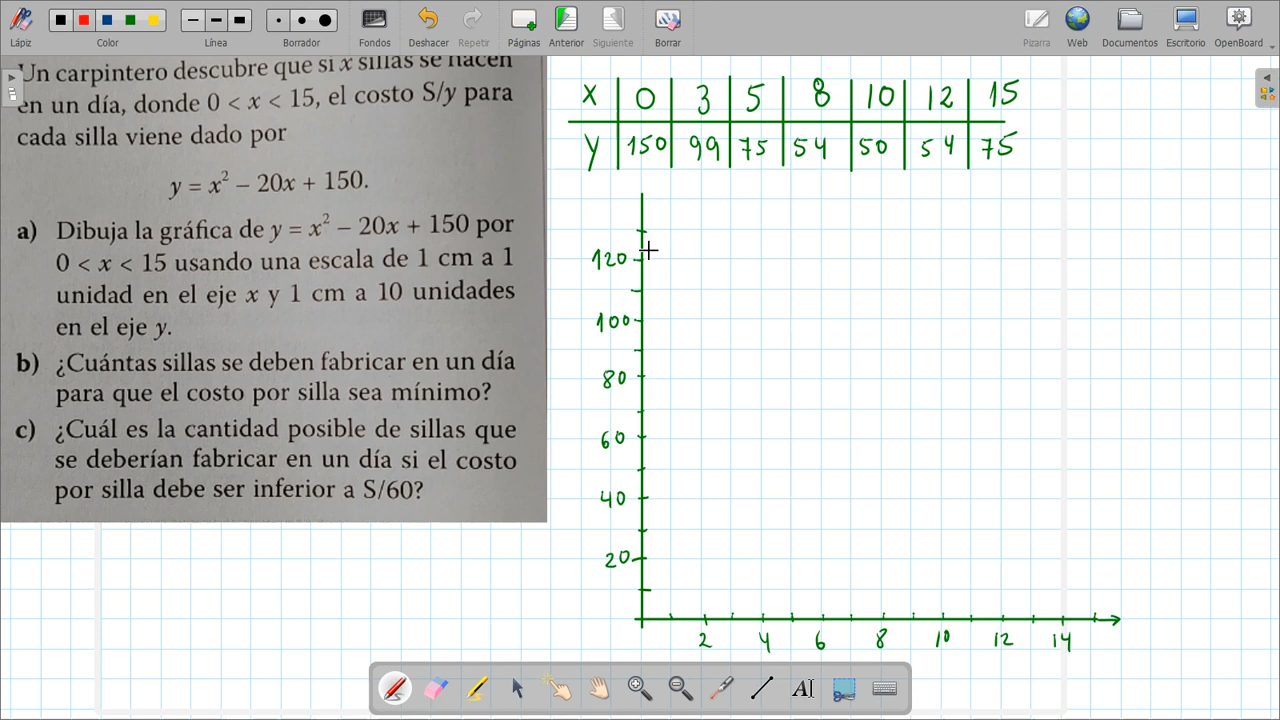 Lápiz Color Línea Borrador Fondos Deshacer Repetir Páginas Anterior Siguiente Borrar Pizarra Web Documentos Escritorio OpenBoard
Un carpintero descubre que si x sillas se hacen
en un día, donde 0 < x < 15, el costo S/y para
cada silla viene dado por
y = x² − 20x + 150.
a) Dibuja la gráfica de y = x² − 20x + 150 por
0 < x < 15 usando una escala de 1 cm a 1
unidad en el eje x y 1 cm a 10 unidades
en el eje y.
b) ¿Cuántas sillas se deben fabricar en un día
para que el costo por silla sea mínimo?
c) ¿Cuál es la cantidad posible de sillas que
se deberían fabricar en un día si el costo
por silla debe ser inferior a S/60?
X 0 3 5 8 10 12 15
Y 150 99 75 54 50 54 75
120
100
80
60
40
20
2 4 6 8 10 12 14
AI